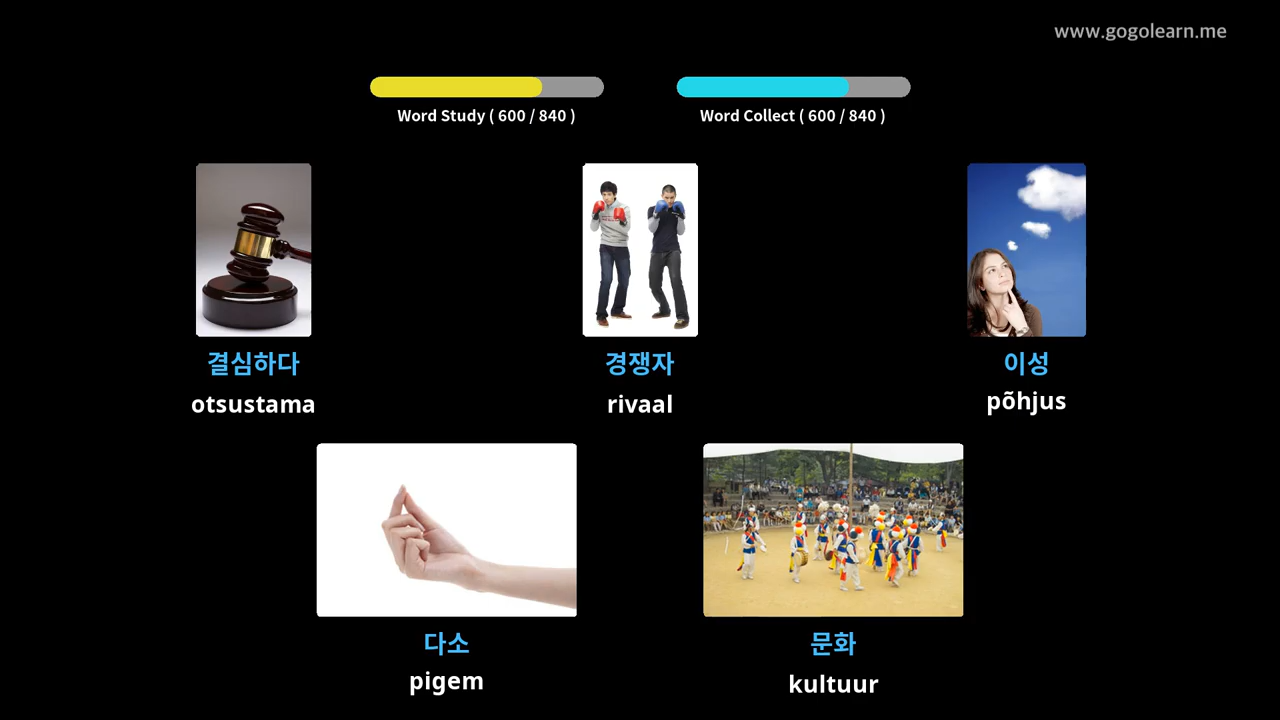 www.gogolearn.me
Word Study ( 600 / 840 )
Word Collect ( 600 / 840 )
결심하다
otsustama
경쟁자
rivaal
이성
põhjus
다소
pigem
문화
kultuur